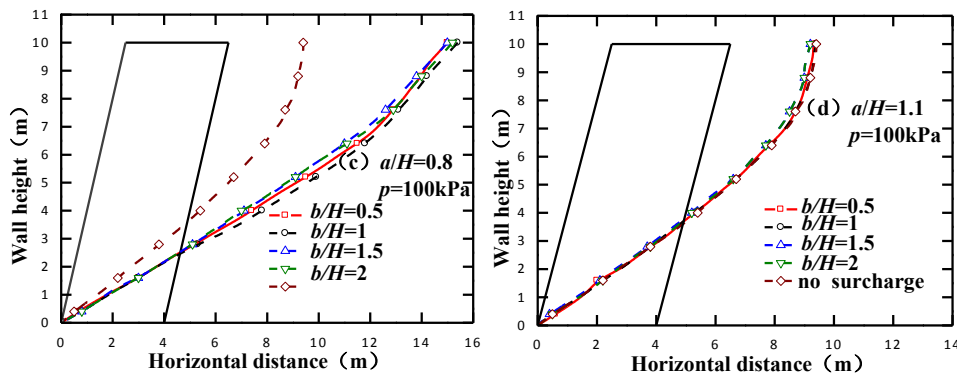 10
9
8
7
6
5
4
3
2
1
0
Wall height（m）
（c）a/H=0.8
p=100kPa
b/H=0.5
b/H=1
b/H=1.5
b/H=2
0 2 4 6 8 10 12 14 16
Horizontal distance（m）
10
9
8
7
6
5
4
3
2
1
0
Wall height（m）
（d）a/H=1.1
p=100kPa
b/H=0.5
b/H=1
b/H=1.5
b/H=2
no surcharge
0 2 4 6 8 10 12 14
Horizontal distance（m）